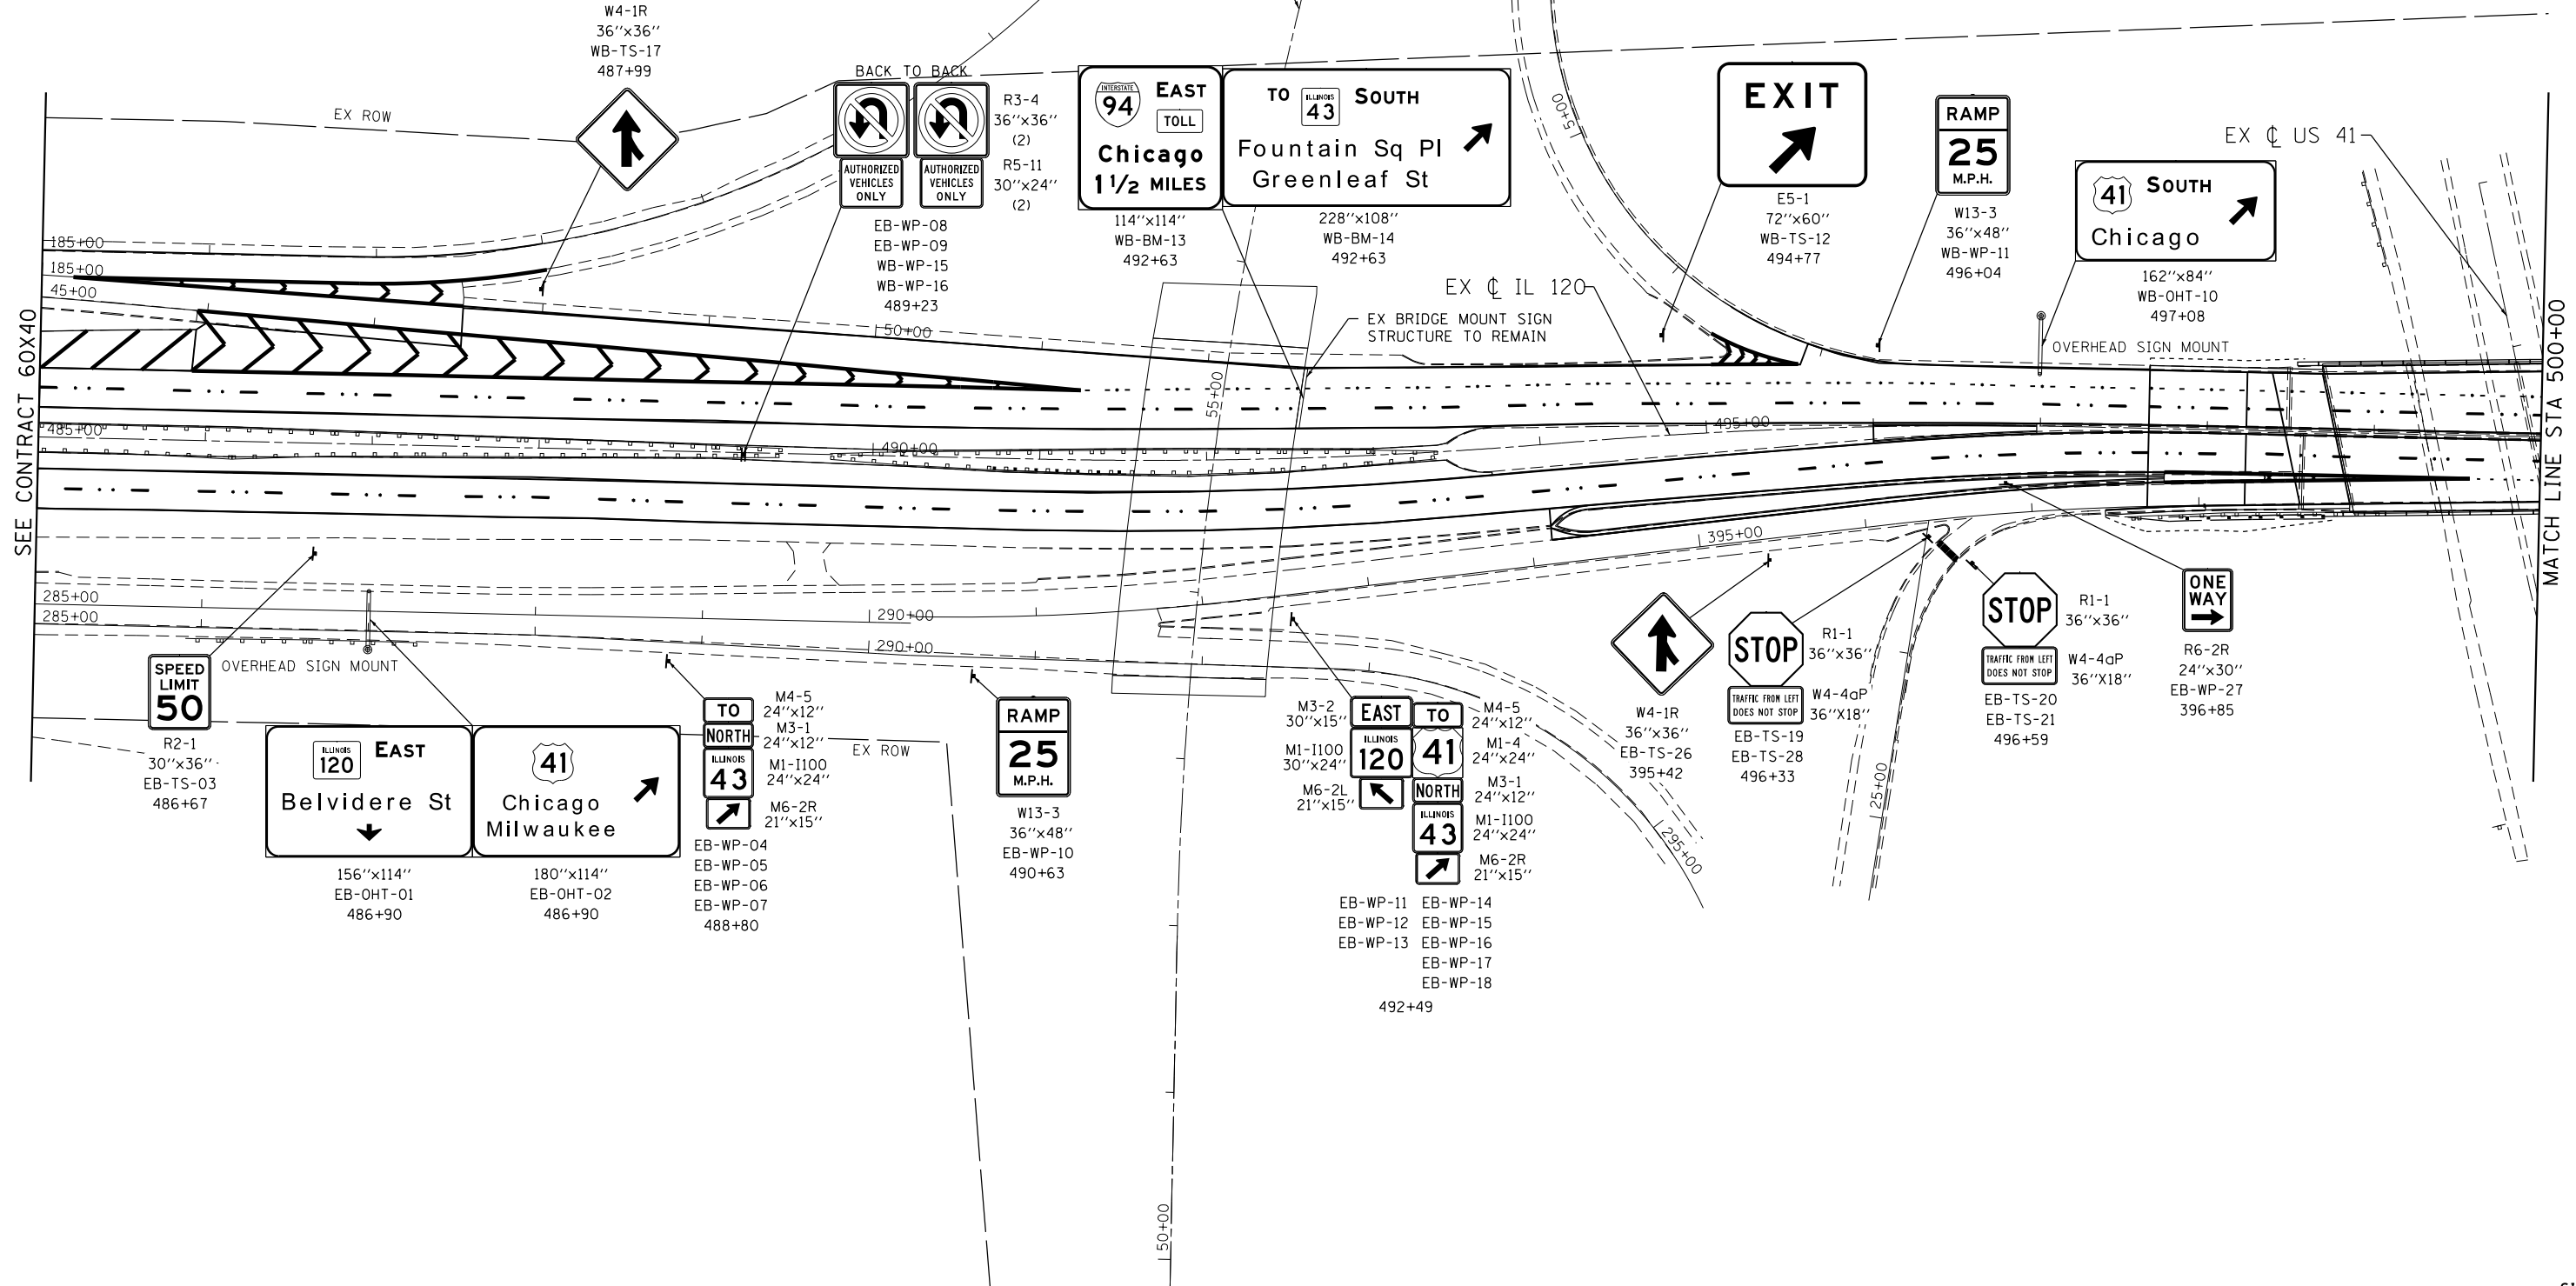 W4-1R
36''x36''
WB-TS-17
487+99
EX ROW
BACK TO BACK
AUTHORIZED
VEHICLES
ONLY
AUTHORIZED
VEHICLES
ONLY
R3-4
36''x36''
(2)
R5-11
30''x24''
(2)
EB-WP-08
EB-WP-09
WB-WP-15
WB-WP-16
489+23
INTERSTATE
94
EAST
TOLL
Chicago
1 1/2 MILES
114''x114''
WB-BM-13
492+63
TO ILLINOIS 43 SOUTH
Fountain Sq Pl
Greenleaf St
228''x108''
WB-BM-14
492+63
15+00
EXIT
E5-1
72''x60''
WB-TS-12
494+77
RAMP
25
M.P.H.
W13-3
36''x48''
WB-WP-11
496+04
EX ℄ US 41
41 SOUTH
Chicago
162''x84''
WB-OHT-10
497+08
OVERHEAD SIGN MOUNT
EX ℄ IL 120
EX BRIDGE MOUNT SIGN
STRUCTURE TO REMAIN
185+00
185+00
45+00
50+00
55+00
485+00
490+00
495+00
395+00
SEE CONTRACT 60X40
MATCH LINE STA 500+00
285+00
285+00
290+00
290+00
SPEED
LIMIT
50
R2-1
30''x36''
EB-TS-03
486+67
OVERHEAD SIGN MOUNT
ILLINOIS
120
EAST
Belvidere St
156''x114''
EB-OHT-01
486+90
41
Chicago
Milwaukee
180''x114''
EB-OHT-02
486+90
TO
NORTH
ILLINOIS
43
M4-5
24''x12''
M3-1
24''x12''
M1-I100
24''x24''
M6-2R
21''x15''
EB-WP-04
EB-WP-05
EB-WP-06
EB-WP-07
488+80
EX ROW
RAMP
25
M.P.H.
W13-3
36''x48''
EB-WP-10
490+63
M3-2
30''x15''
M1-I100
30''x24''
M6-2L
21''x15''
EAST
ILLINOIS
120
TO
41
NORTH
ILLINOIS
43
M4-5
24''x12''
M1-4
24''x24''
M3-1
24''x12''
M1-I100
24''x24''
M6-2R
21''x15''
EB-WP-11
EB-WP-12
EB-WP-13
EB-WP-14
EB-WP-15
EB-WP-16
EB-WP-17
EB-WP-18
492+49
295+00
W4-1R
36''x36''
EB-TS-26
395+42
STOP
TRAFFIC FROM LEFT
DOES NOT STOP
R1-1
36''x36''
W4-4aP
36''X18''
EB-TS-19
EB-TS-28
496+33
25+00
STOP
TRAFFIC FROM LEFT
DOES NOT STOP
R1-1
36''x36''
W4-4aP
36''X18''
EB-TS-20
EB-TS-21
496+59
ONE
WAY
R6-2R
24''x30''
EB-WP-27
396+85
50+00